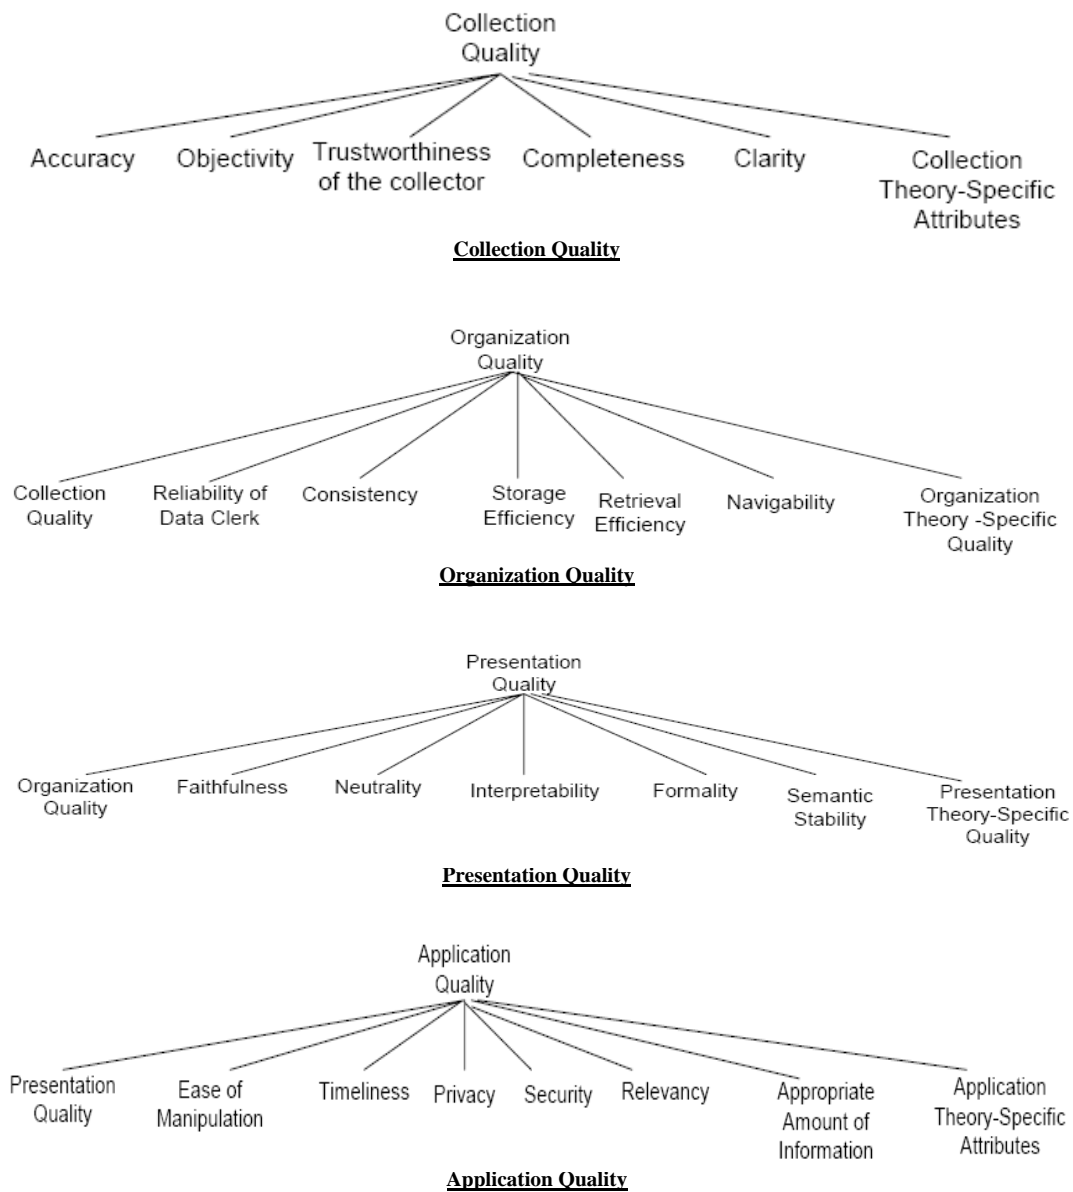 Collection
Quality
Accuracy
Objectivity
Trustworthiness
of the collector
Completeness
Clarity
Collection
Theory-Specific
Attributes
Collection Quality
Organization
Quality
Collection
Quality
Reliability of
Data Clerk
Consistency
Storage
Efficiency
Retrieval
Efficiency
Navigability
Organization
Theory -Specific
Quality
Organization Quality
Presentation
Quality
Organization
Quality
Faithfulness
Neutrality
Interpretability
Formality
Semantic
Stability
Presentation
Theory-Specific
Quality
Presentation Quality
Application
Quality
Presentation
Quality
Ease of
Manipulation
Timeliness
Privacy
Security
Relevancy
Appropriate
Amount of
Information
Application
Theory-Specific
Attributes
Application Quality